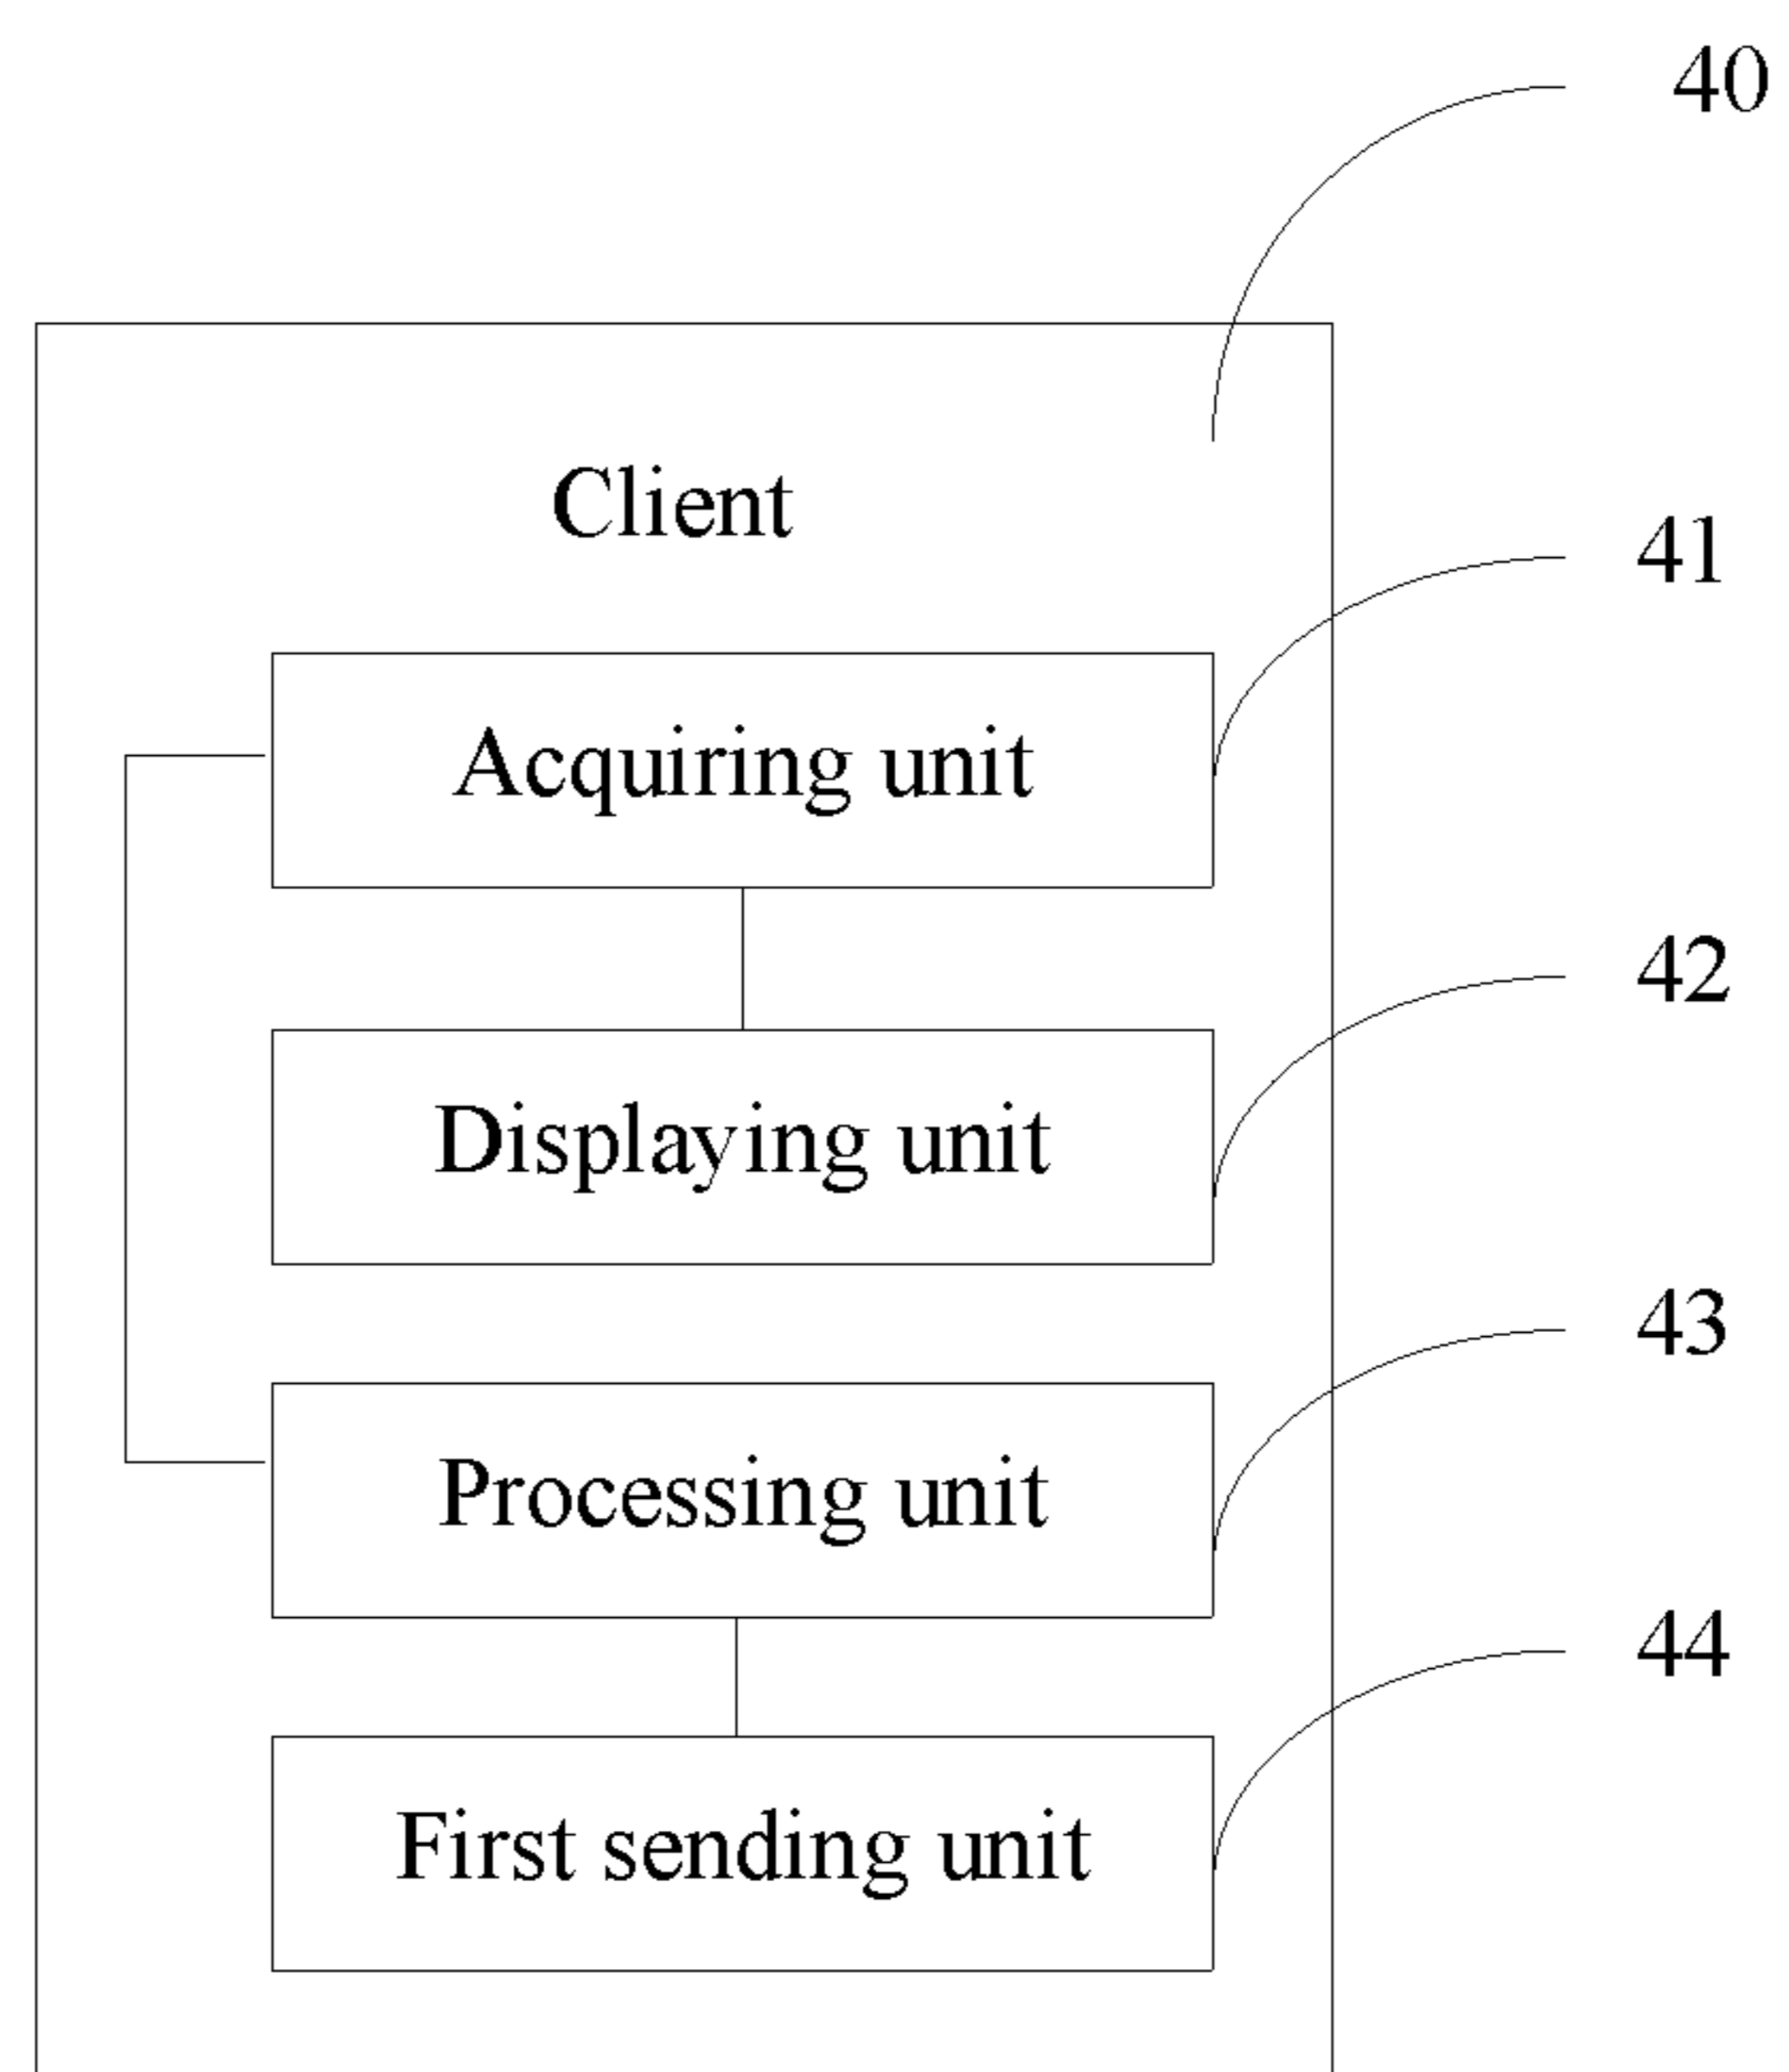 40
Client
41
Acquiring unit
42
Displaying unit
43
Processing unit
44
First sending unit